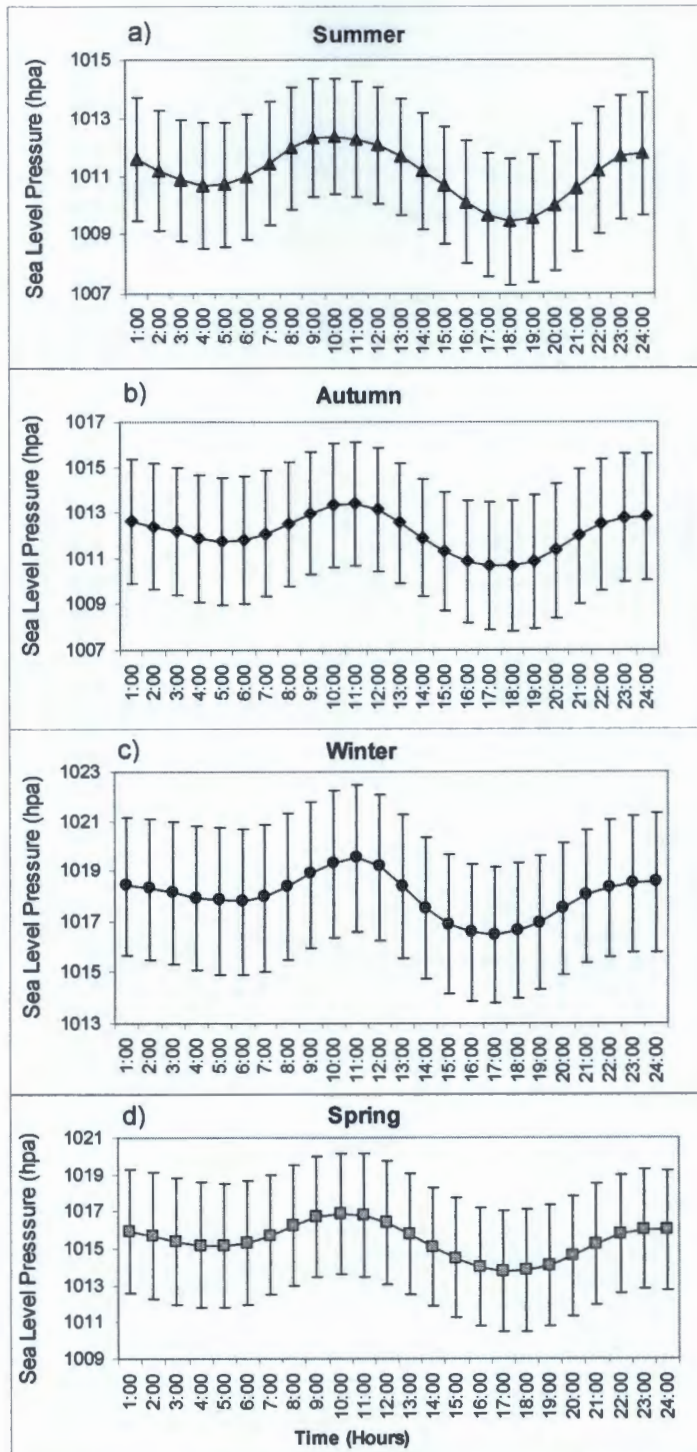 a) Summer
Sea Level Pressure (hpa)
1015
1013
1011
1009
1007
1:00 2:00 3:00 4:00 5:00 6:00 7:00 8:00 9:00 10:00 11:00 12:00 13:00 14:00 15:00 16:00 17:00 18:00 19:00 20:00 21:00 22:00 23:00 24:00
b) Autumn
Sea Level Pressure (hpa)
1017
1015
1013
1011
1009
1007
1:00 2:00 3:00 4:00 5:00 6:00 7:00 8:00 9:00 10:00 11:00 12:00 13:00 14:00 15:00 16:00 17:00 18:00 19:00 20:00 21:00 22:00 23:00 24:00
c) Winter
Sea Level Pressure (hpa)
1023
1021
1019
1017
1015
1013
1:00 2:00 3:00 4:00 5:00 6:00 7:00 8:00 9:00 10:00 11:00 12:00 13:00 14:00 15:00 16:00 17:00 18:00 19:00 20:00 21:00 22:00 23:00 24:00
d) Spring
Sea Level Presssure (hpa)
1021
1019
1017
1015
1013
1011
1009
1:00 2:00 3:00 4:00 5:00 6:00 7:00 8:00 9:00 10:00 11:00 12:00 13:00 14:00 15:00 16:00 17:00 18:00 19:00 20:00 21:00 22:00 23:00 24:00
Time (Hours)